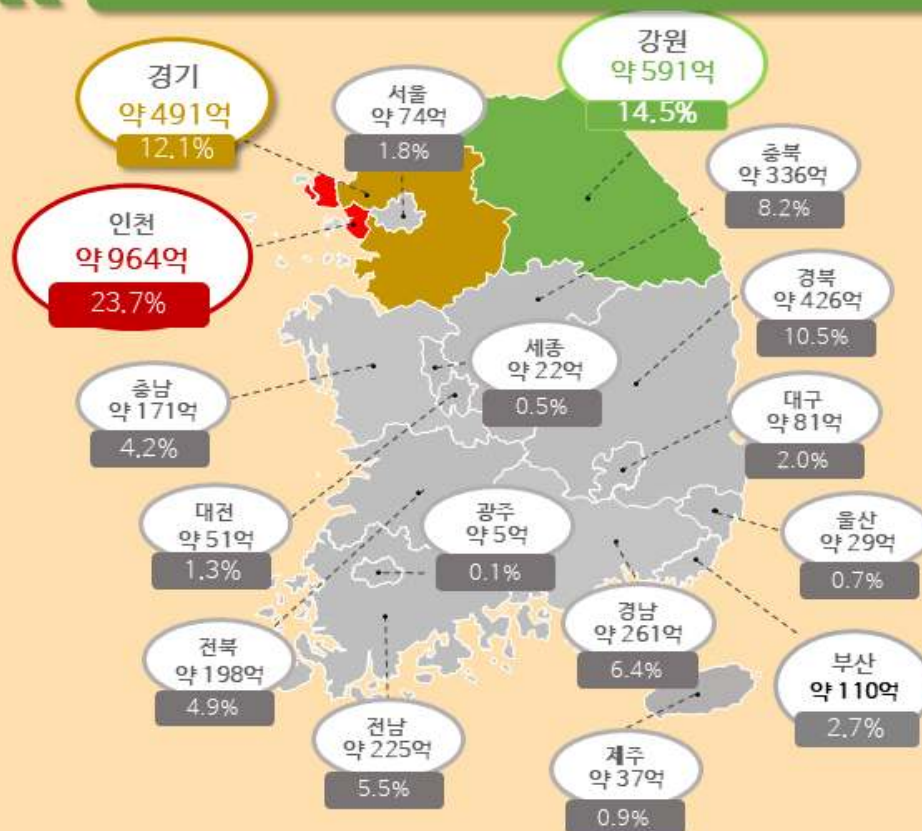 강원
약 591억
14.5%
경기
약 491억
12.1%
서울
약 74억
1.8%
충북
약 336억
8.2%
인천
약 964억
23.7%
경북
약 426억
10.5%
세종
약 22억
0.5%
충남
약 171억
4.2%
대구
약 81억
2.0%
대전
약 51억
1.3%
광주
약 5억
0.1%
울산
약 29억
0.7%
경남
약 261억
6.4%
전북
약 198억
4.9%
부산
약 110억
2.7%
전남
약 225억
5.5%
제주
약 37억
0.9%